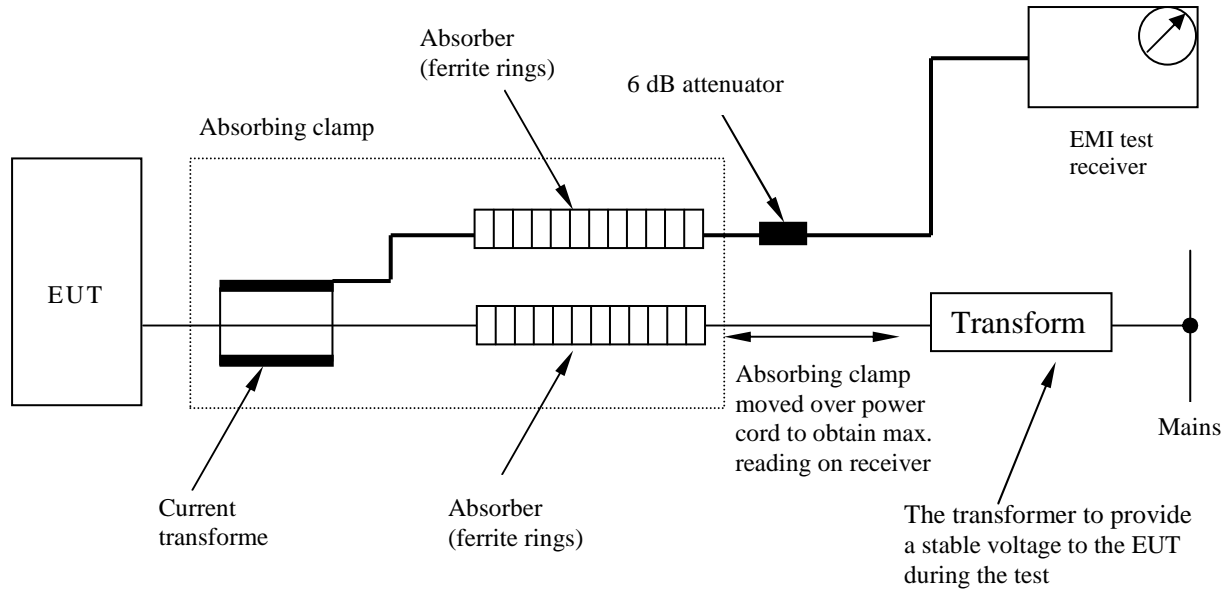 Absorber
(ferrite rings)
6 dB attenuator
Absorbing clamp
EMI test
receiver
EUT
Transform
Absorbing clamp
moved over power
cord to obtain max.
reading on receiver
Mains
Current
transforme
Absorber
(ferrite rings)
The transformer to provide
a stable voltage to the EUT
during the test